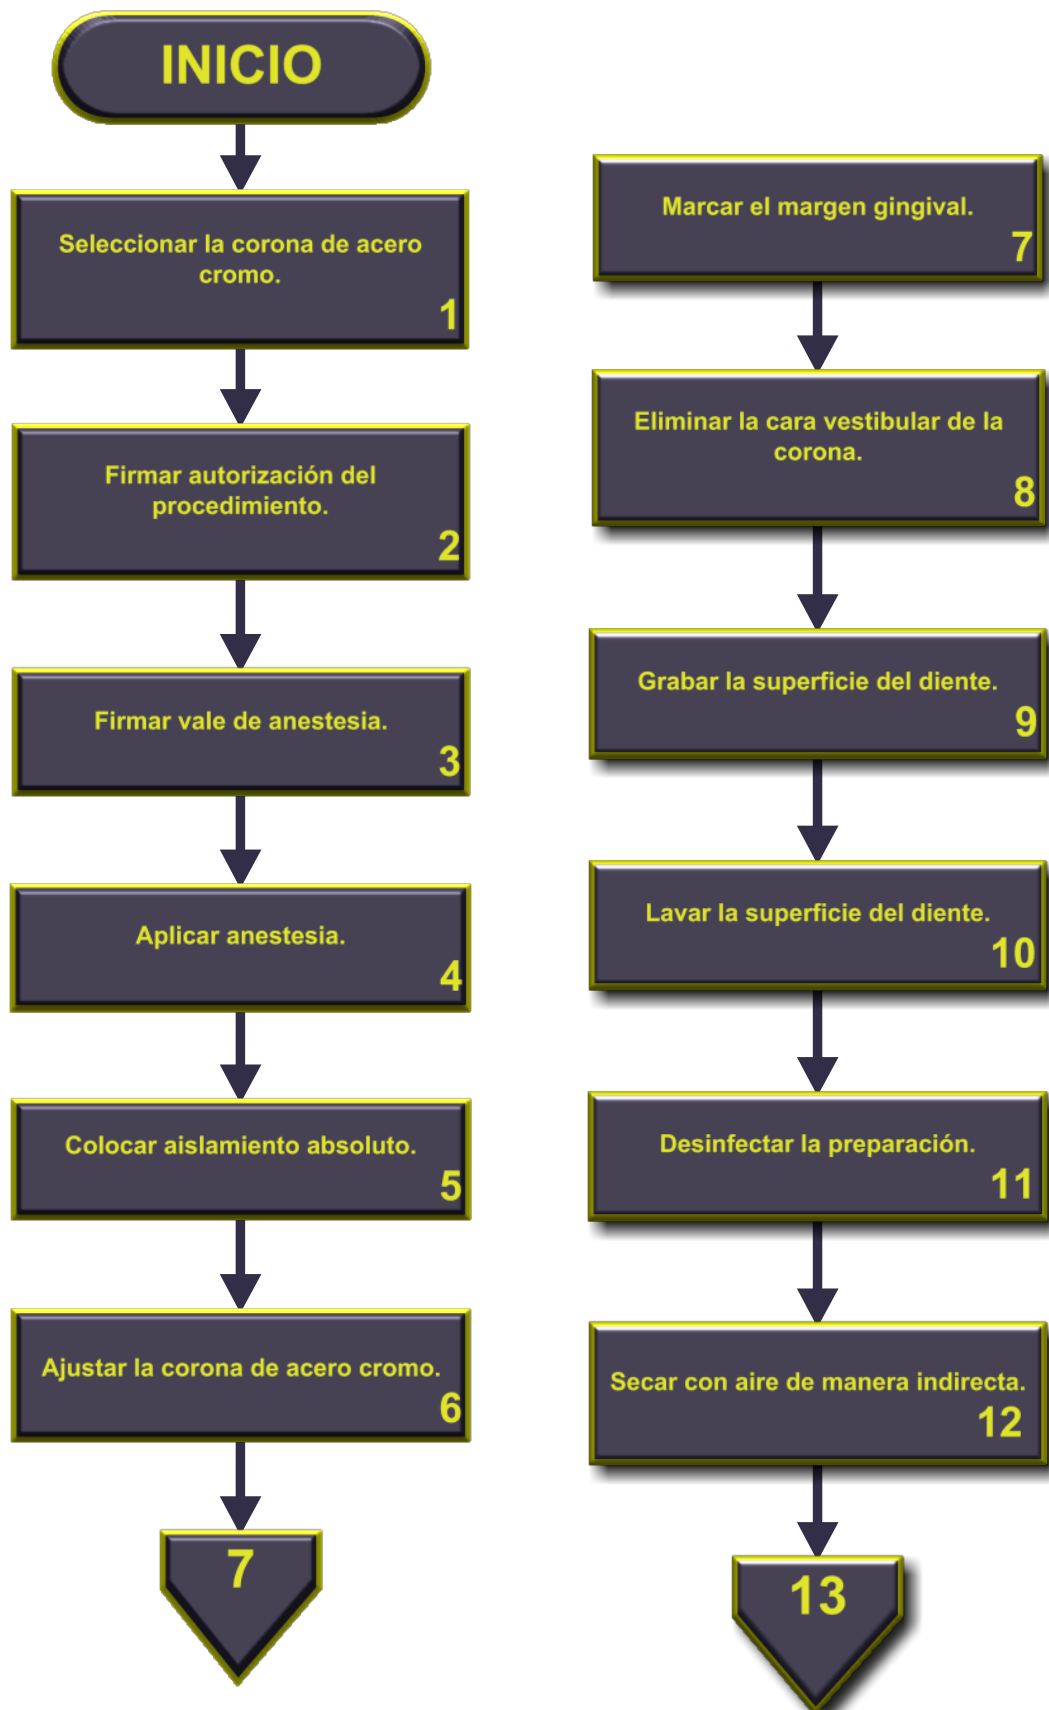 INICIO
Seleccionar la corona de acero
cromo.
1
Firmar autorización del
procedimiento.
2
Firmar vale de anestesia.
3
Aplicar anestesia.
4
Colocar aislamiento absoluto.
5
Ajustar la corona de acero cromo.
6
7
Marcar el margen gingival.
7
Eliminar la cara vestibular de la
corona.
8
Grabar la superficie del diente.
9
Lavar la superficie del diente.
10
Desinfectar la preparación.
11
Secar con aire de manera indirecta.
12
13